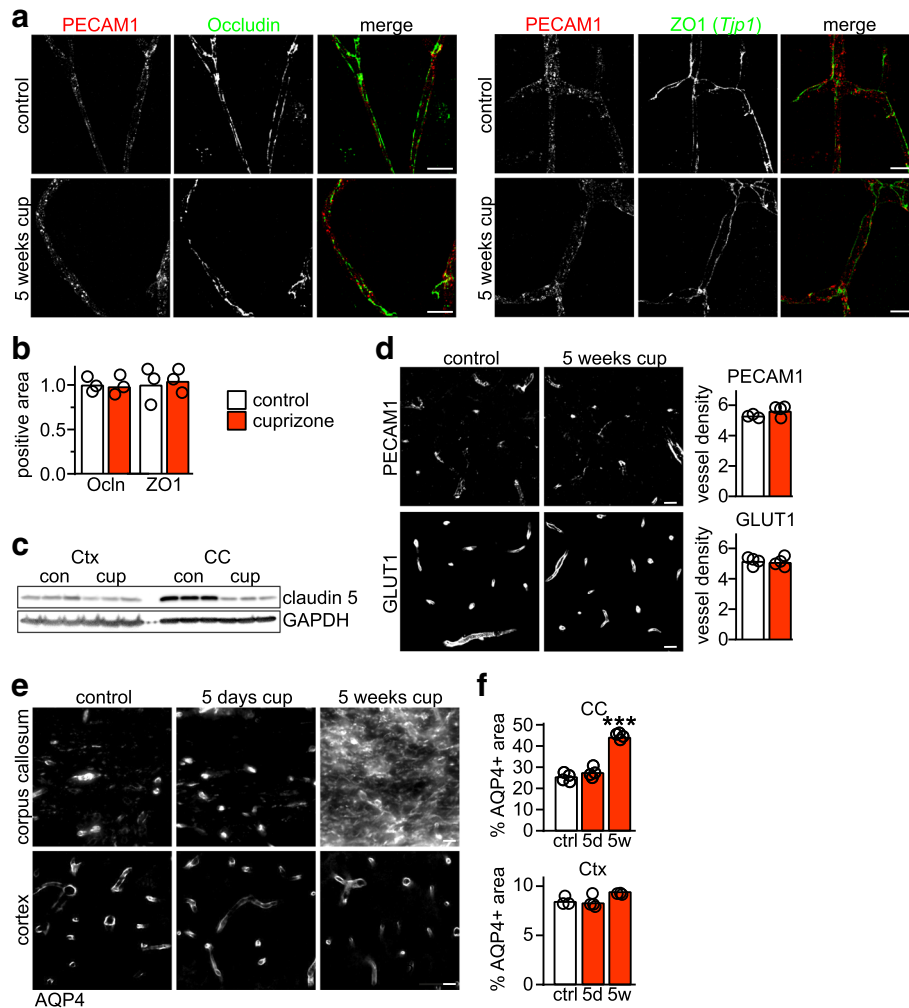 a
PECAM1 Occludin merge
control
5 weeks cup
PECAM1 ZO1 (Tjp1) merge
control
5 weeks cup
b
positive area
1.0
0.5
0.0
Ocln ZO1
control
cuprizone
c
Ctx CC
con cup con cup
claudin 5
GAPDH
d
control 5 weeks cup
PECAM1
GLUT1
PECAM1
vessel density
6
4
2
0
GLUT1
vessel density
6
4
2
0
e
control 5 days cup 5 weeks cup
corpus callosum
cortex
AQP4
f
CC
***
% AQP4+ area
50
40
30
20
10
0
ctrl 5d 5w
Ctx
% AQP4+ area
10
5
0
ctrl 5d 5w